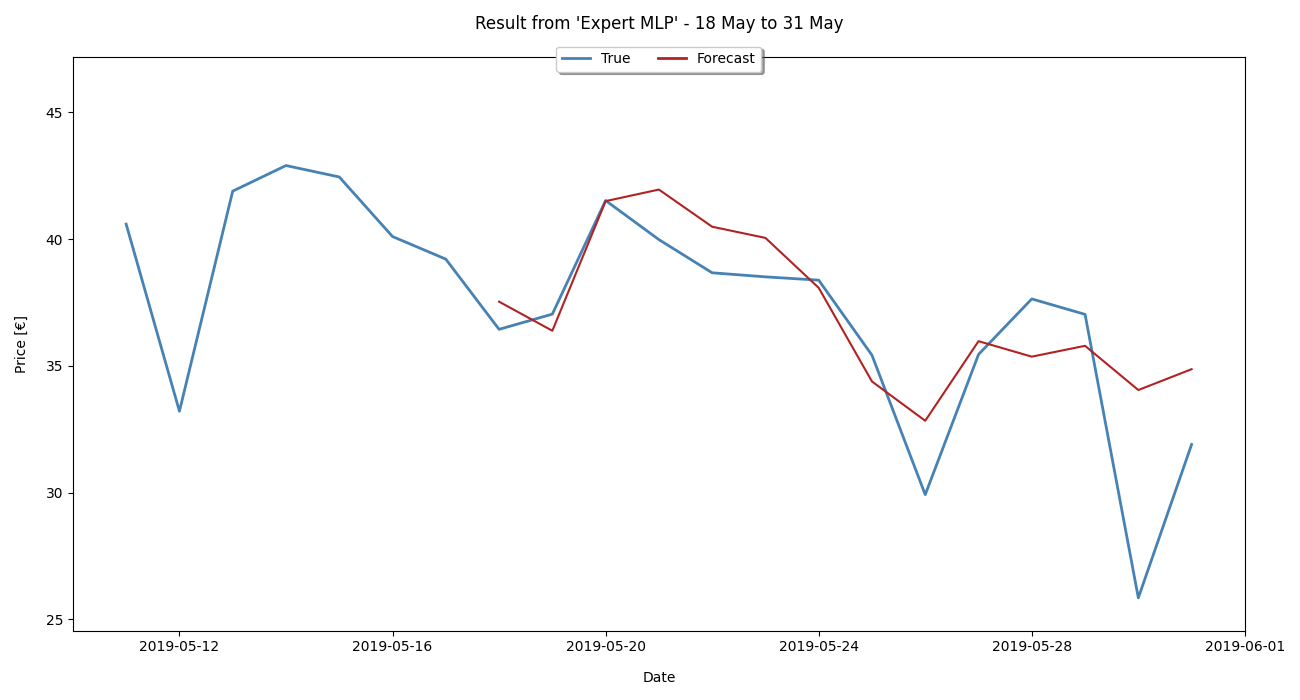 Result from 'Expert MLP' - 18 May to 31 May
True Forecast
45
40
35
30
25
Price [€]
2019-05-12 2019-05-16 2019-05-20 2019-05-24 2019-05-28 2019-06-01
Date